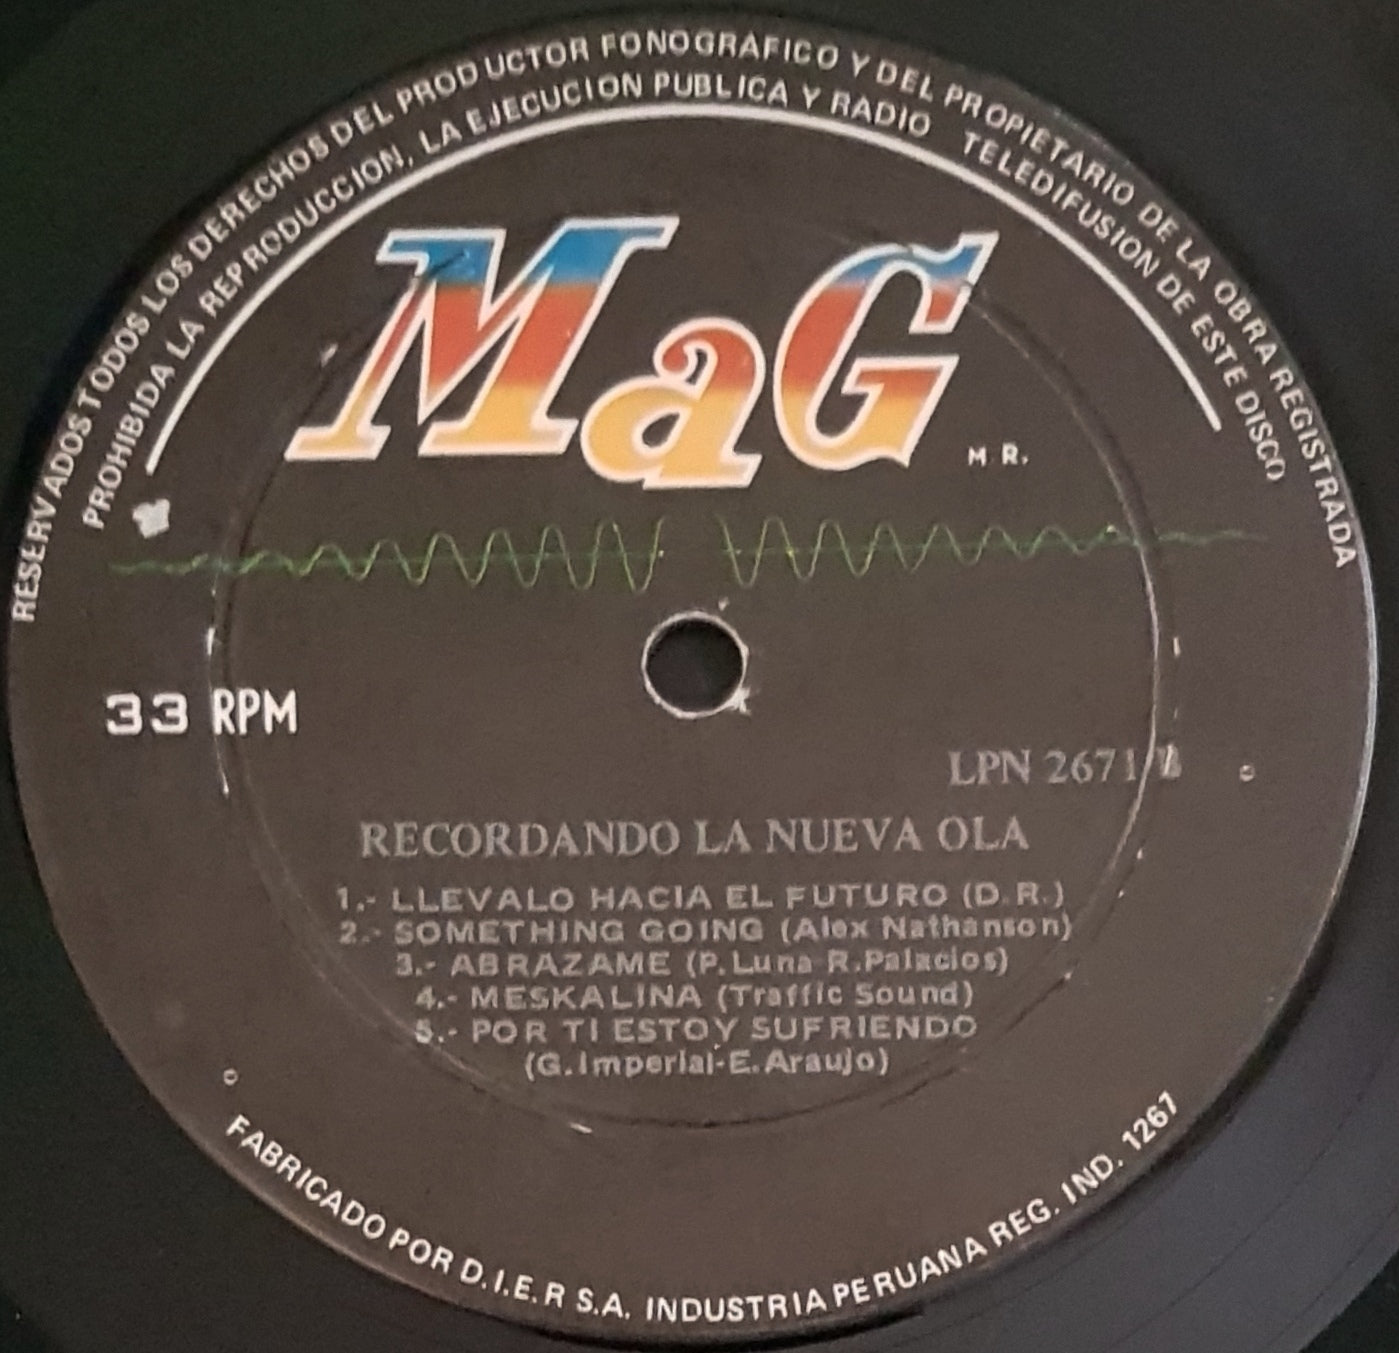 RESERVADOS TODOS LOS DERECHOS DEL PRODUCTOR FONOGRAFICO Y DEL PROPIETARIO DE LA OBRA REGISTRADA
PROHIBIDA LA REPRODUCCION, LA EJECUCION PUBLICA Y RADIO TELEDIFUSION DE ESTE DISCO
MaG
M.R.
33 RPM
LPN 2671
RECORDANDO LA NUEVA OLA
1.- LLEVALO HACIA EL FUTURO (D.R.)
2.- SOMETHING GOING (Alex Nathanson)
3.- ABRAZAME (P.Luna R.Palacios)
4.- MESKALINA (Traffic Sound)
5.- POR TI ESTOY SUFRIENDO
(G.Imperial-E.Araujo)
FABRICADO POR D.I.E.R S.A. INDUSTRIA PERUANA REG. IND. 1267